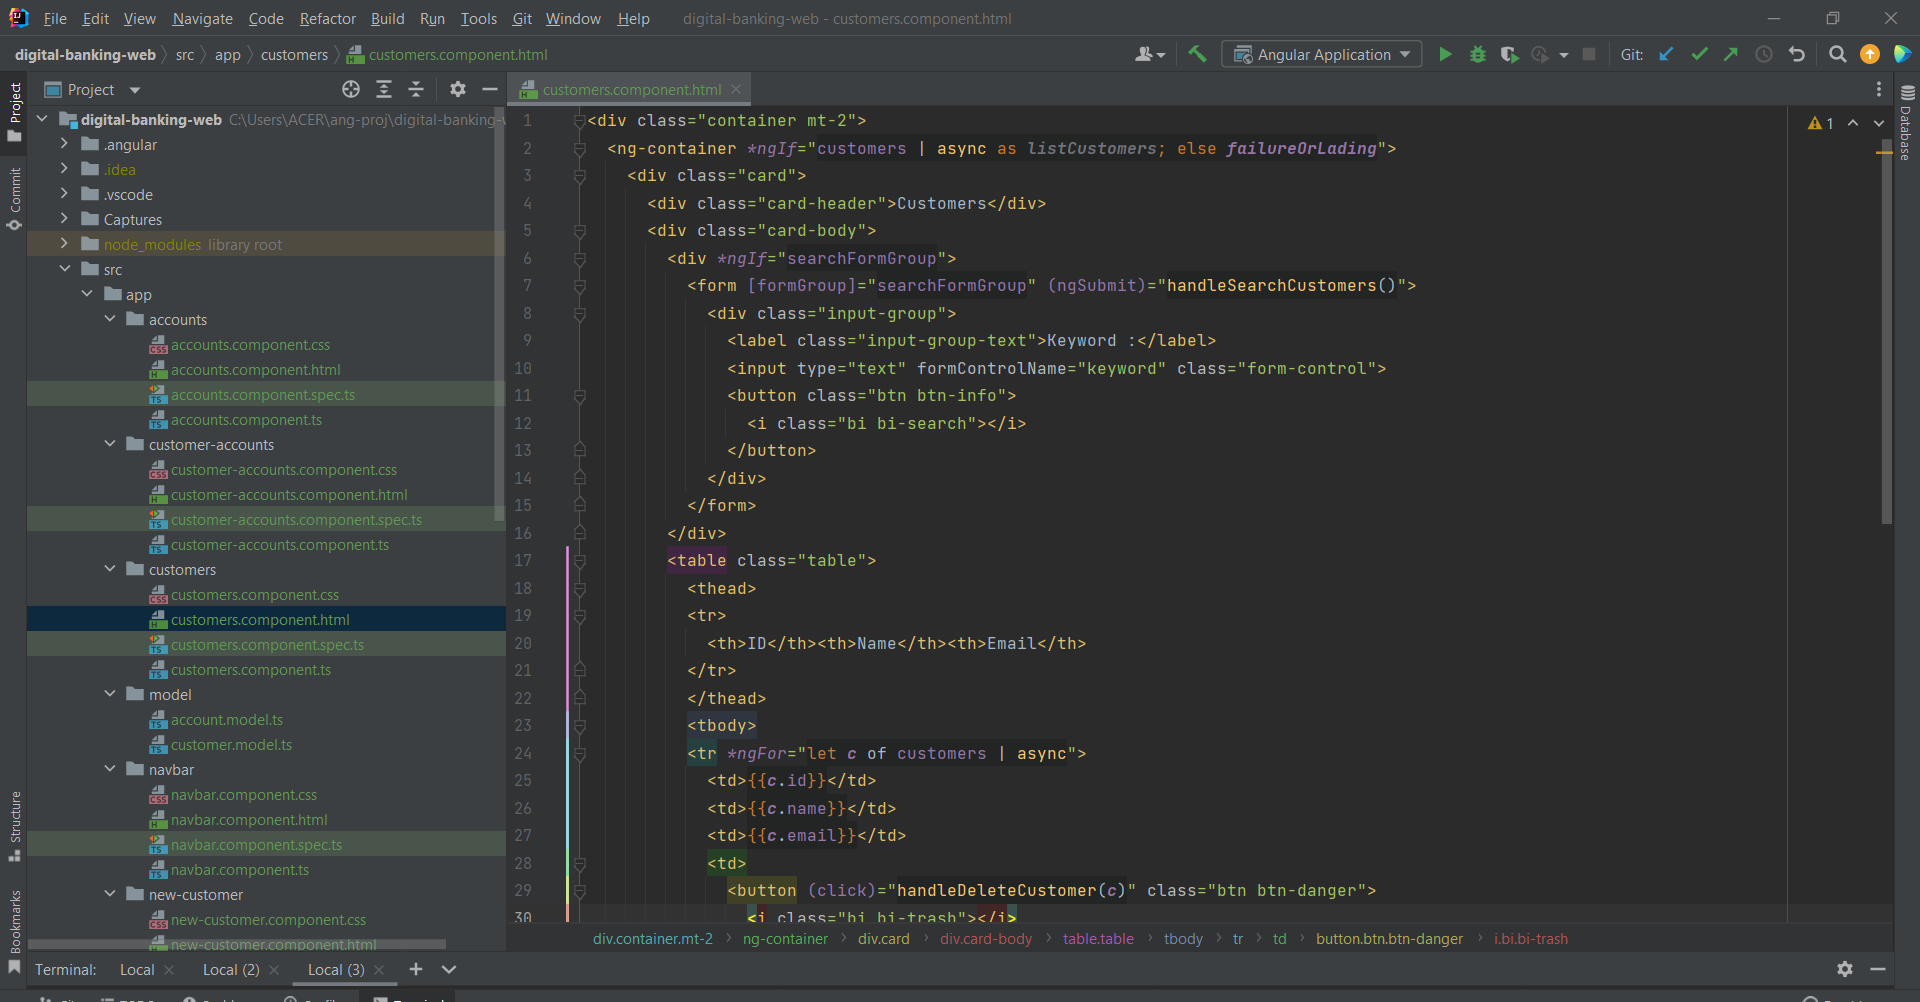 File Edit View Navigate Code Refactor Build Run Tools Git Window Help digital-banking-web - customers.component.html
digital-banking-web src app customers customers.component.html Angular Application Git:
Project
customers.component.html
Project
Commit
Structure
Bookmarks
Database
digital-banking-web C:\Users\ACER\ang-proj\digital-banking-w
.angular
.idea
.vscode
Captures
node_modules library root
src
app
accounts
accounts.component.css
accounts.component.html
accounts.component.spec.ts
accounts.component.ts
customer-accounts
customer-accounts.component.css
customer-accounts.component.html
customer-accounts.component.spec.ts
customer-accounts.component.ts
customers
customers.component.css
customers.component.html
customers.component.spec.ts
customers.component.ts
model
account.model.ts
customer.model.ts
navbar
navbar.component.css
navbar.component.html
navbar.component.spec.ts
navbar.component.ts
new-customer
new-customer.component.css
new-customer.component.html
1
1 <div class="container mt-2">
2 <ng-container *ngIf="customers | async as listCustomers; else failureOrLading">
3 <div class="card">
4 <div class="card-header">Customers</div>
5 <div class="card-body">
6 <div *ngIf="searchFormGroup">
7 <form [formGroup]="searchFormGroup" (ngSubmit)="handleSearchCustomers()">
8 <div class="input-group">
9 <label class="input-group-text">Keyword :</label>
10 <input type="text" formControlName="keyword" class="form-control">
11 <button class="btn btn-info">
12 <i class="bi bi-search"></i>
13 </button>
14 </div>
15 </form>
16 </div>
17 <table class="table">
18 <thead>
19 <tr>
20 <th>ID</th><th>Name</th><th>Email</th>
21 </tr>
22 </thead>
23 <tbody>
24 <tr *ngFor="let c of customers | async">
25 <td>{{c.id}}</td>
26 <td>{{c.name}}</td>
27 <td>{{c.email}}</td>
28 <td>
29 <button (click)="handleDeleteCustomer(c)" class="btn btn-danger">
30 <i class="bi bi-trash"></i>
div.container.mt-2 ng-container div.card div.card-body table.table tbody tr td button.btn.btn-danger i.bi.bi-trash
Terminal: Local Local (2) Local (3)